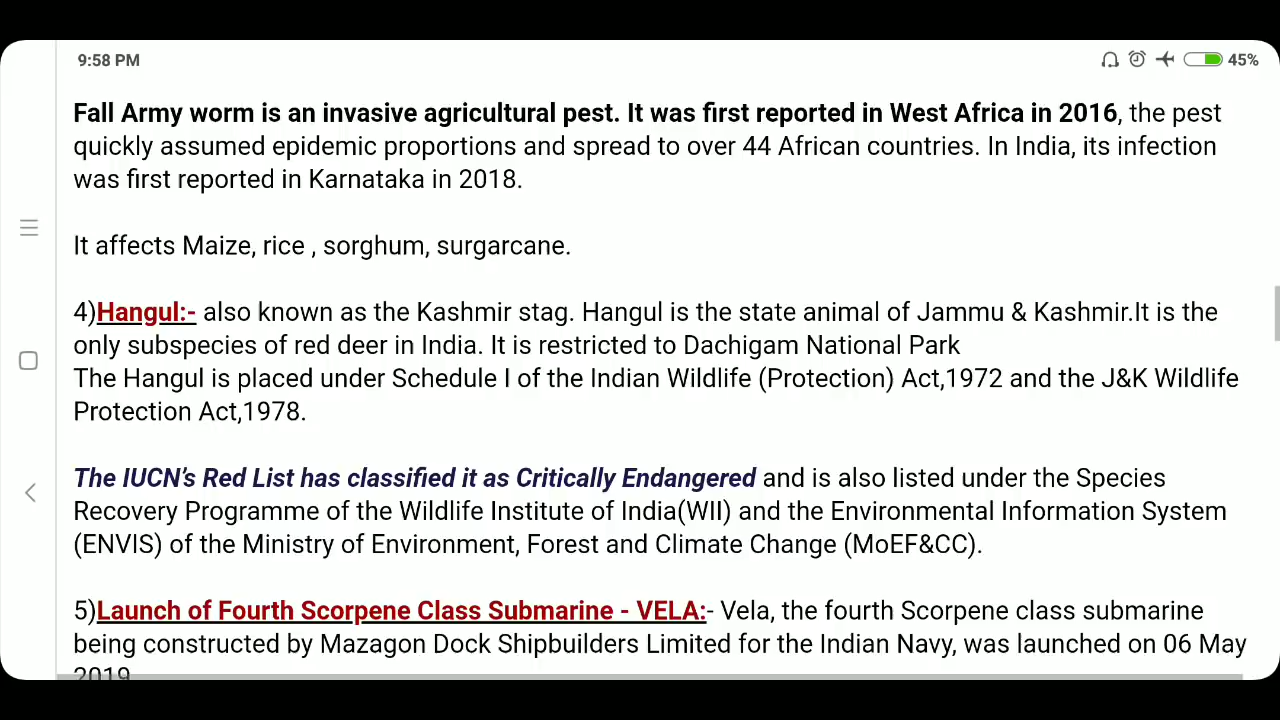 9:58 PM
45%
Fall Army worm is an invasive agricultural pest. It was first reported in West Africa in 2016, the pest
quickly assumed epidemic proportions and spread to over 44 African countries. In India, its infection
was first reported in Karnataka in 2018.
It affects Maize, rice , sorghum, surgarcane.
4)Hangul:- also known as the Kashmir stag. Hangul is the state animal of Jammu & Kashmir.It is the
only subspecies of red deer in India. It is restricted to Dachigam National Park
The Hangul is placed under Schedule I of the Indian Wildlife (Protection) Act,1972 and the J&K Wildlife
Protection Act,1978.
The IUCN's Red List has classified it as Critically Endangered and is also listed under the Species
Recovery Programme of the Wildlife Institute of India(WII) and the Environmental Information System
(ENVIS) of the Ministry of Environment, Forest and Climate Change (MoEF&CC).
5)Launch of Fourth Scorpene Class Submarine - VELA:- Vela, the fourth Scorpene class submarine
being constructed by Mazagon Dock Shipbuilders Limited for the Indian Navy, was launched on 06 May
2019